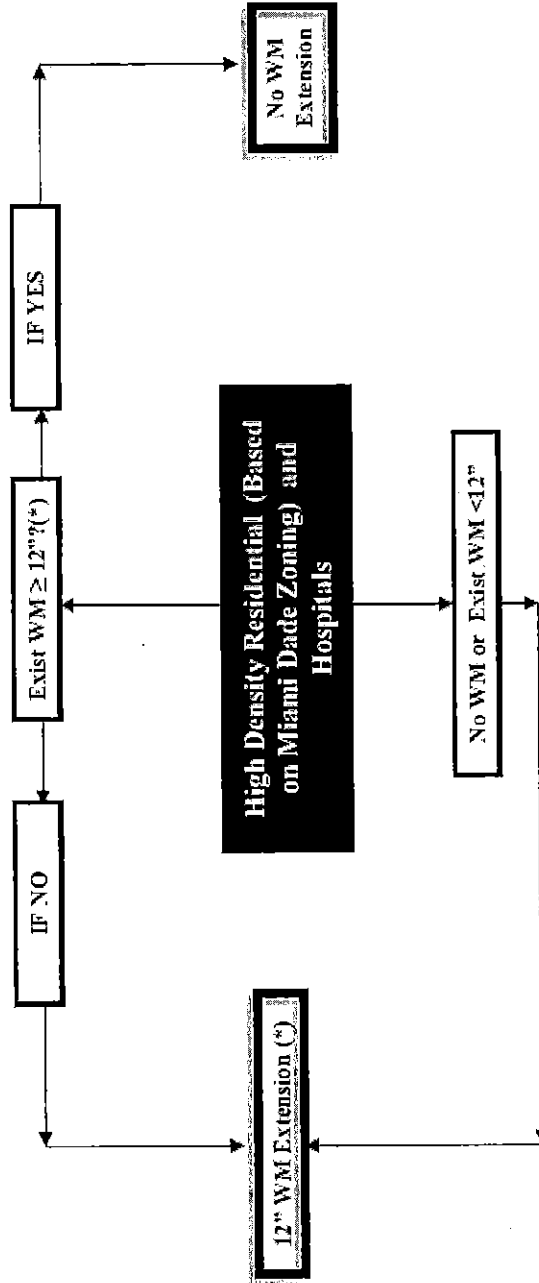 IF NO
Exist WM ≥ 12”?(*)
IF YES
12” WM Extension (*)
High Density Residential (Based
on Miami Dade Zoning) and
Hospitals
No WM
Extension
No WM or Exist WM <12”